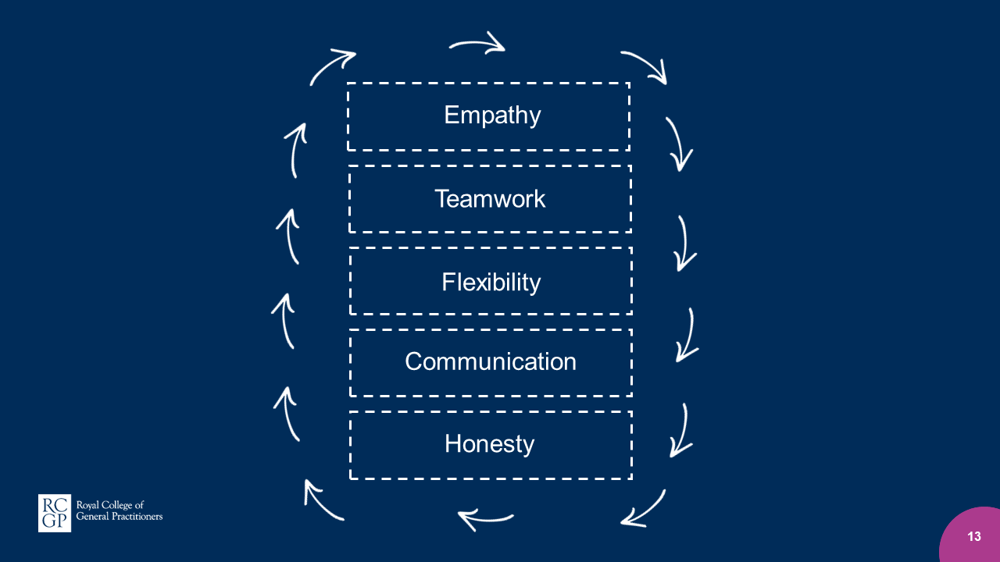 Empathy
Teamwork
Flexibility
Communication
Honesty
RC
GP
Royal College of
General Practitioners
13